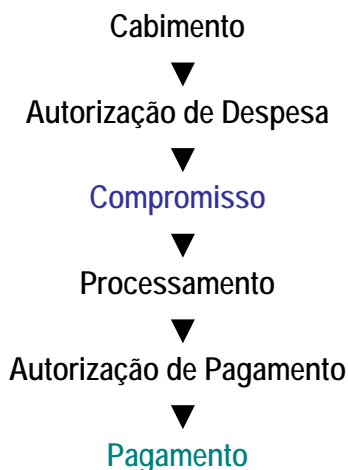 Cabimento
Autorização de Despesa
Compromisso
Processamento
Autorização de Pagamento
Pagamento